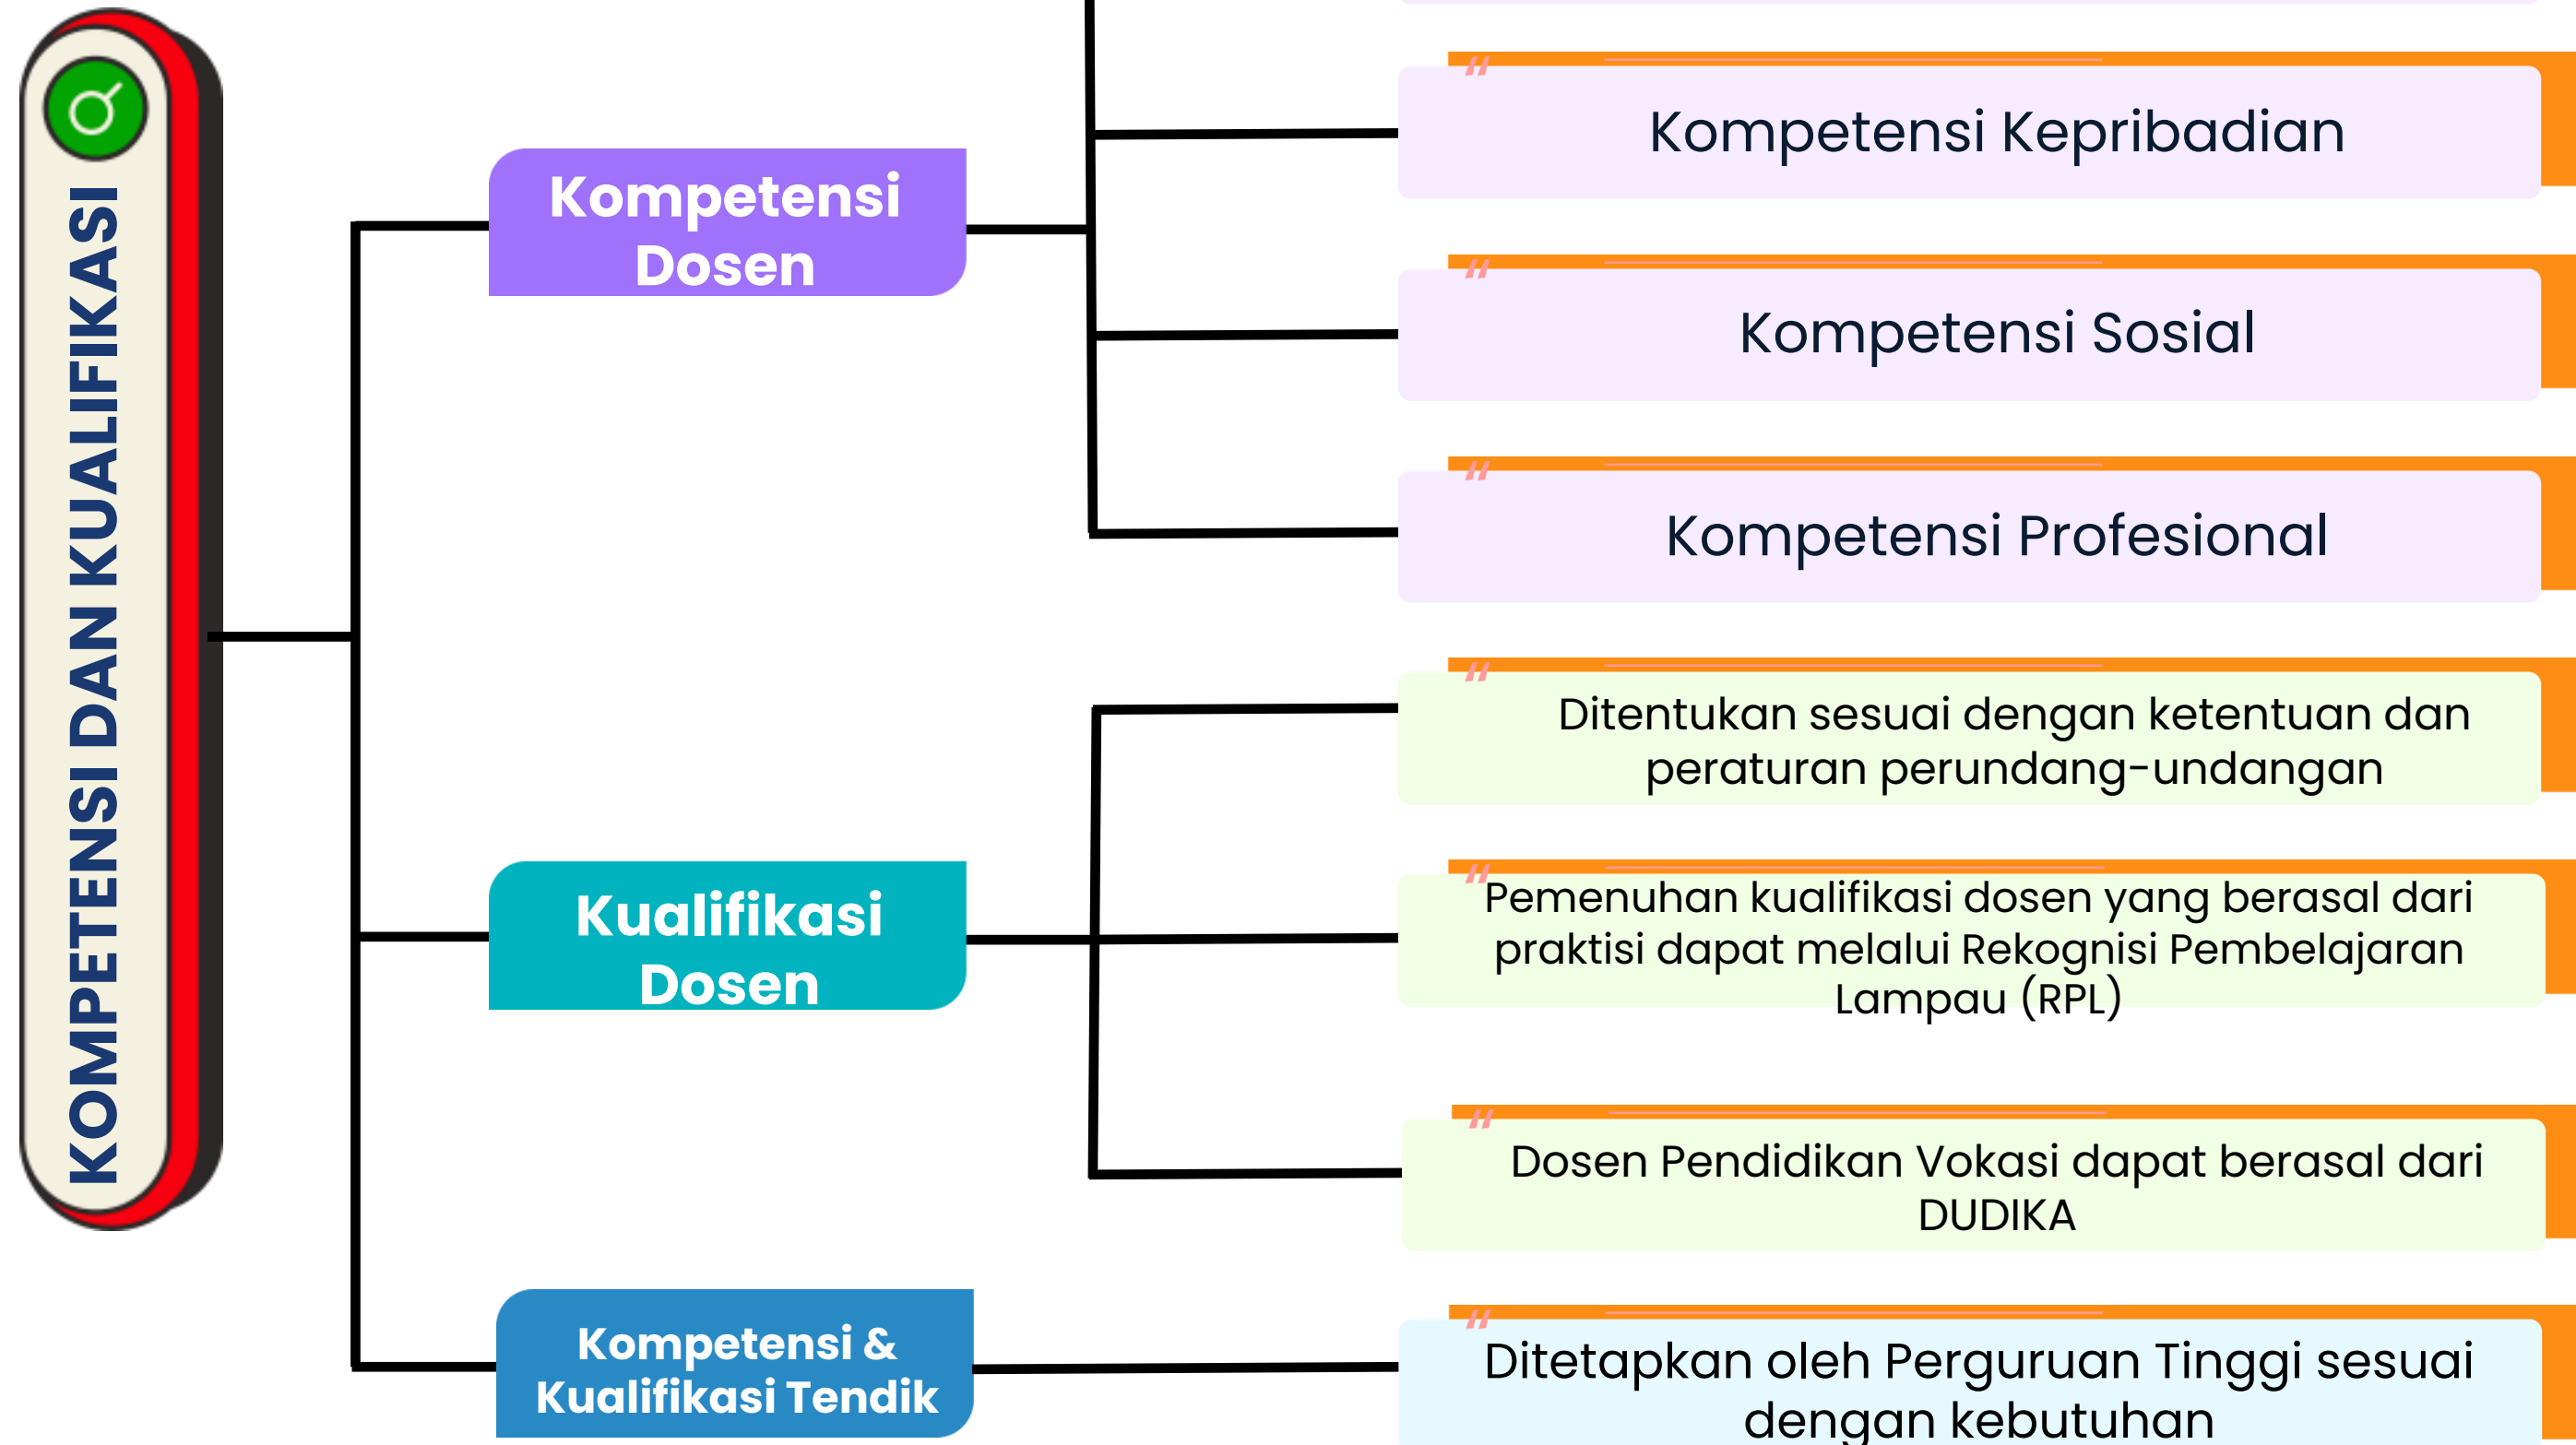 KOMPETENSI DAN KUALIFIKASI
Kompetensi
Dosen
Kompetensi Kepribadian
Kompetensi Sosial
Kompetensi Profesional
Kualifikasi
Dosen
Ditentukan sesuai dengan ketentuan dan
peraturan perundang-undangan
Pemenuhan kualifikasi dosen yang berasal dari
praktisi dapat melalui Rekognisi Pembelajaran
Lampau (RPL)
Dosen Pendidikan Vokasi dapat berasal dari
DUDIKA
Kompetensi &
Kualifikasi Tendik
Ditetapkan oleh Perguruan Tinggi sesuai
dengan kebutuhan